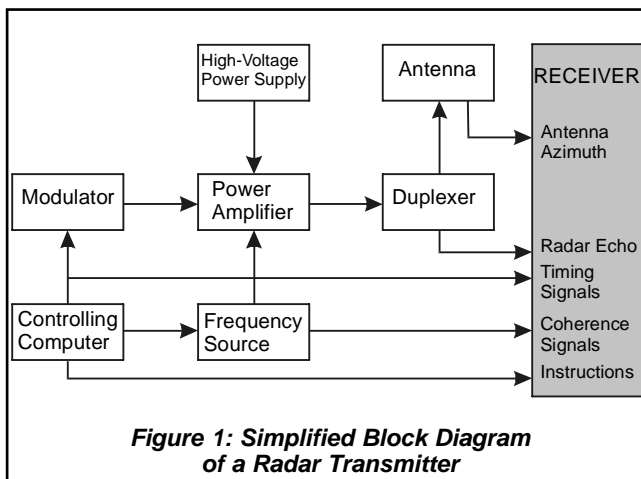 High-Voltage
Power Supply
Antenna
RECEIVER
Antenna
Azimuth
Modulator
Power
Amplifier
Duplexer
Radar Echo
Timing
Signals
Controlling
Computer
Frequency
Source
Coherence
Signals
Instructions
Figure 1: Simplified Block Diagram
of a Radar Transmitter